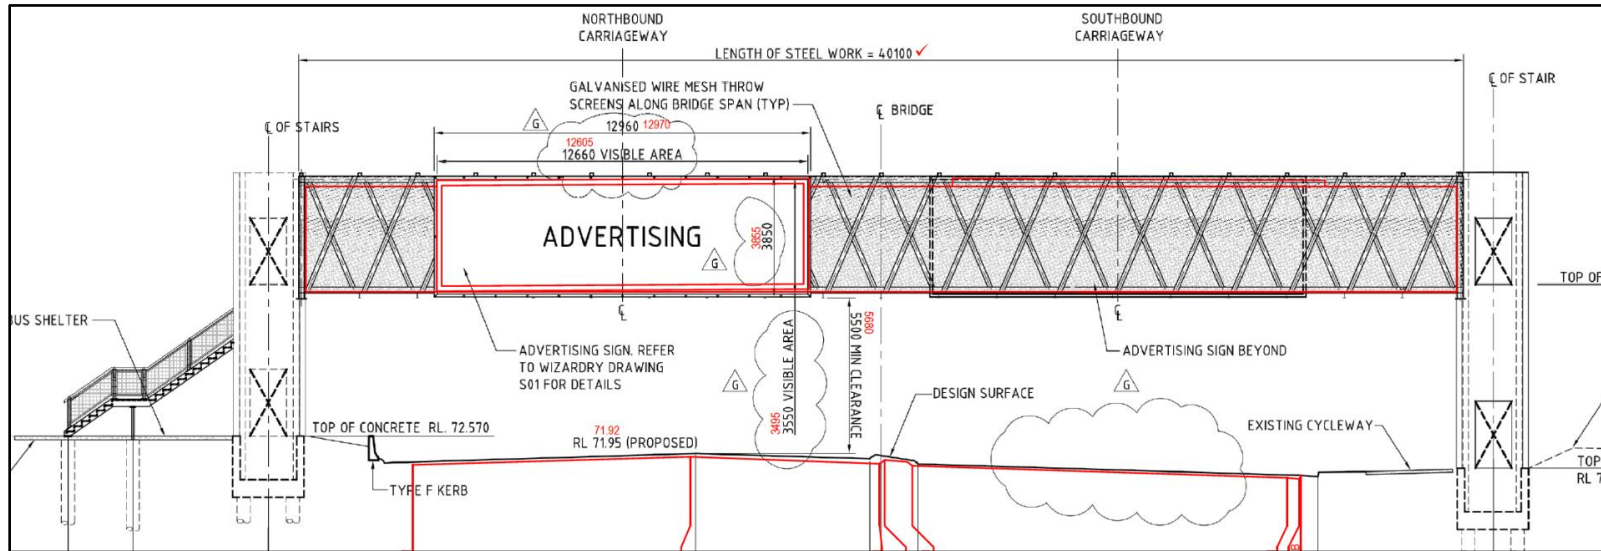 NORTHBOUND
CARRIAGEWAY
SOUTHBOUND
CARRIAGEWAY
LENGTH OF STEEL WORK = 40100 ✓
GALVANISED WIRE MESH THROW
SCREENS ALONG BRIDGE SPAN (TYP)
℄ OF STAIR
℄ BRIDGE
℄ OF STAIRS
G
12960 12970
12605
12660 VISIBLE AREA
ADVERTISING
3855
3850
G
TOP OF
BUS SHELTER
℄
℄
5680
5500 MIN CLEARANCE
ADVERTISING SIGN. REFER
TO WIZARDRY DRAWING
S01 FOR DETAILS
ADVERTISING SIGN BEYOND
G
3495
3550 VISIBLE AREA
G
DESIGN SURFACE
TOP OF CONCRETE RL. 72.570
71.92
RL 71.95 (PROPOSED)
EXISTING CYCLEWAY
TYPE F KERB
TOP
RL 7